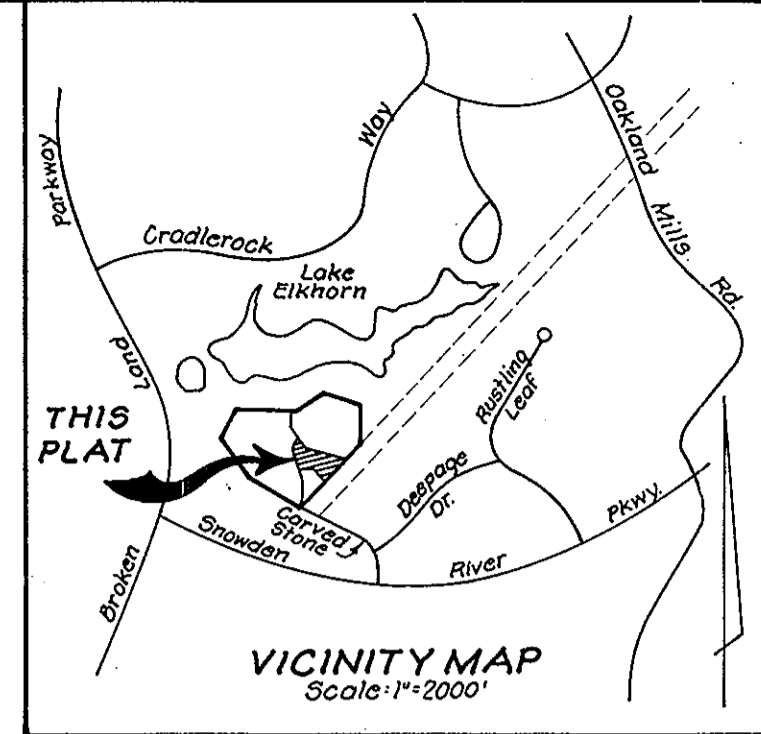 Parkway
Land
Broken
Way
Cradlerock
Lake
Elkhorn
Oakland
Mills
Rd.
Rustling
Leaf
THIS
PLAT
Deepage
Dr.
Carved
Stone
Snowden
River
Pkwy.
VICINITY MAP
Scale: 1"=2000'